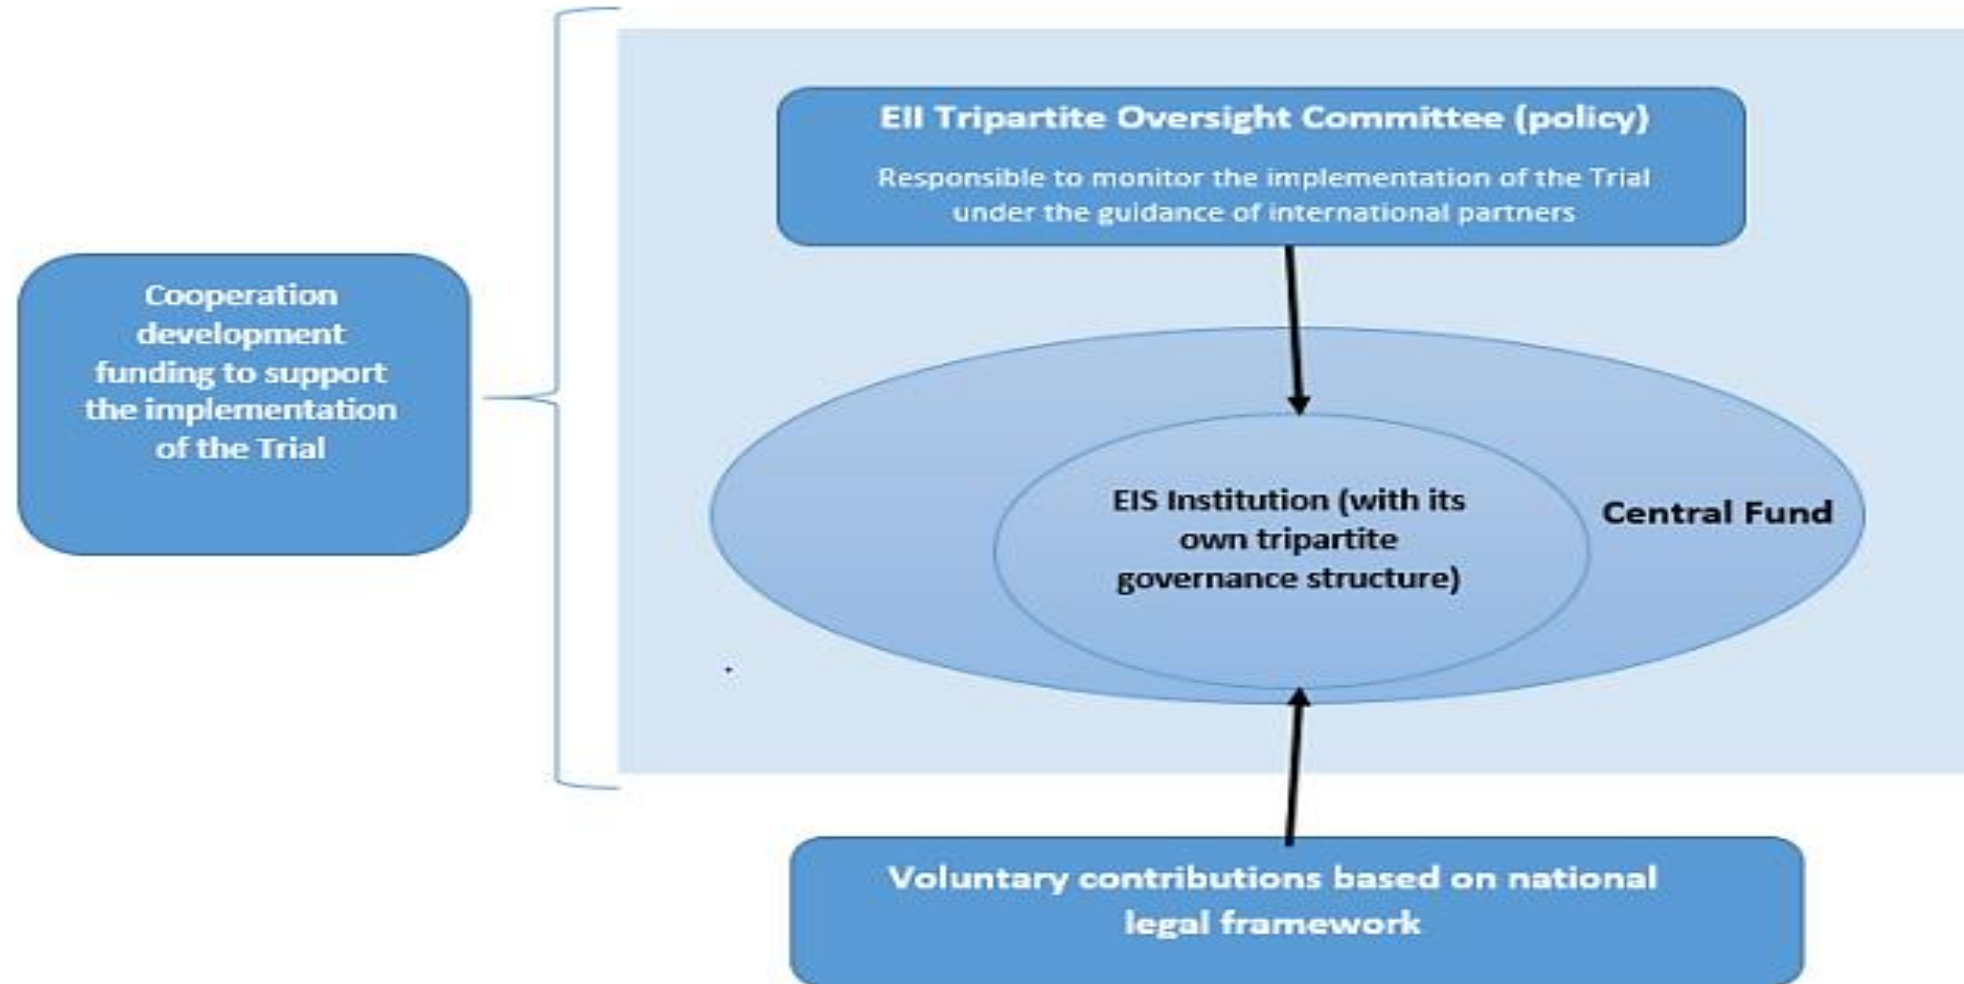 EII Tripartite Oversight Committee (policy)
Responsible to monitor the implementation of the Trial
under the guidance of international partners
Cooperation
development
funding to support
the implementation
of the Trial
EIS Institution (with its
own tripartite
governance structure)
Central Fund
Voluntary contributions based on national
legal framework